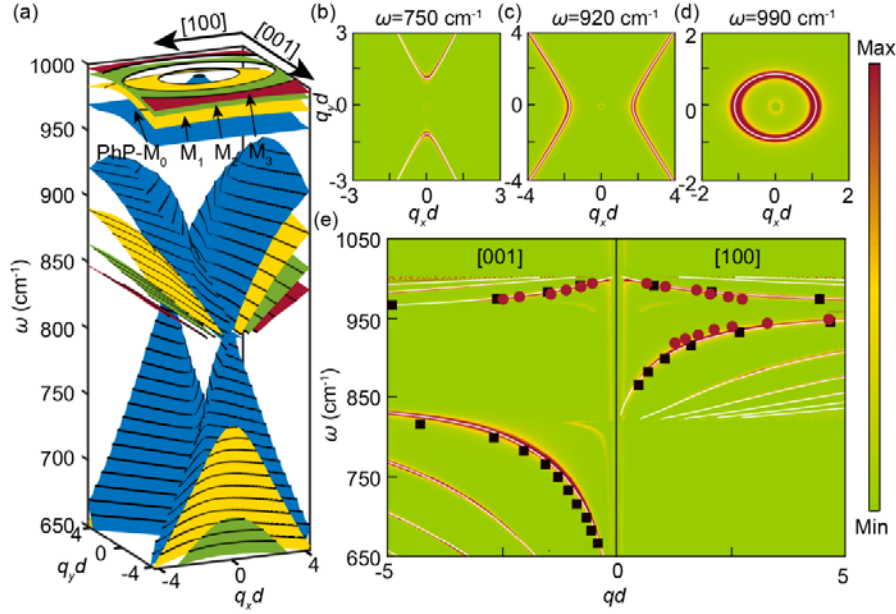 (a)
[100]
[001]
1000
950
900
850
800
750
700
650
ω (cm⁻¹)
PhP-M₀ M₁ M₂ M₃
4
0
-4
q_y d
-4
0
4
q_x d
(b) ω=750 cm⁻¹
3
0
-3
q_y d
-3 0 3
q_x d
(c) ω=920 cm⁻¹
4
0
-4
-4 0 4
q_x d
(d) ω=990 cm⁻¹
2
0
-2
-2 0 2
q_x d
Max
Min
(e)
[001] [100]
1050
950
850
750
650
ω (cm⁻¹)
-5 0 5
qd